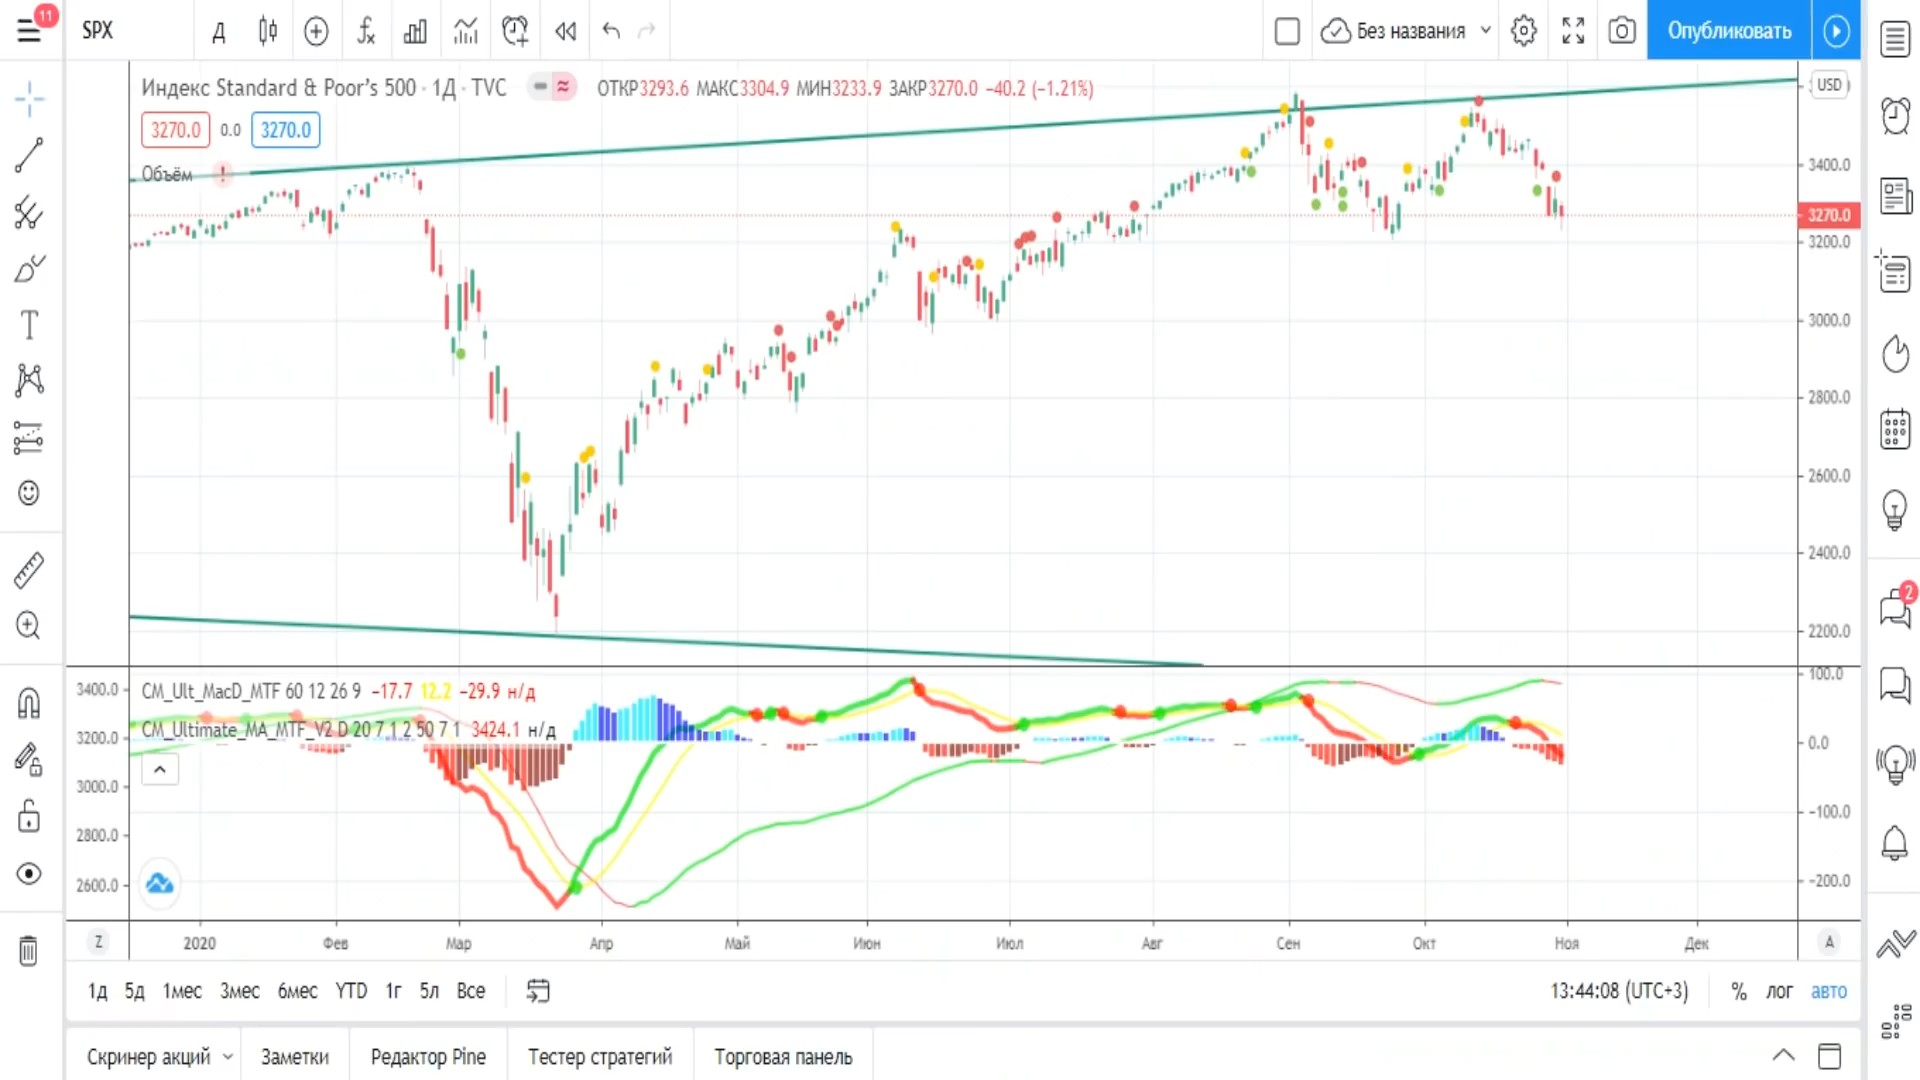 11
SPX
Д
Без названия
Опубликовать
Индекс Standard & Poor's 500 · 1Д · TVC
ОТКР3293.6 МАКС3304.9 МИН3233.9 ЗАКР3270.0 −40.2 (−1.21%)
USD
3270.0 0.0 3270.0
Объём
!
3400.0
3270.0
3200.0
3000.0
2800.0
2600.0
2400.0
2200.0
2
CM_Ult_MacD_MTF 60 12 26 9 −17.7 12.2 −29.9 н/д
CM_Ultimate_MA_MTF_V2 D 20 7 1 2 50 7 1 3424.1 н/д
3400.0
3200.0
3000.0
2800.0
2600.0
100.0
0.0
−100.0
−200.0
Z 2020 Фев Мар Апр Май Июн Июл Авг Сен Окт Ноя Дек A
1д 5д 1мес 3мес 6мес YTD 1г 5л Все
13:44:08 (UTC+3) % лог авто
Скринер акций Заметки Редактор Pine Тестер стратегий Торговая панель